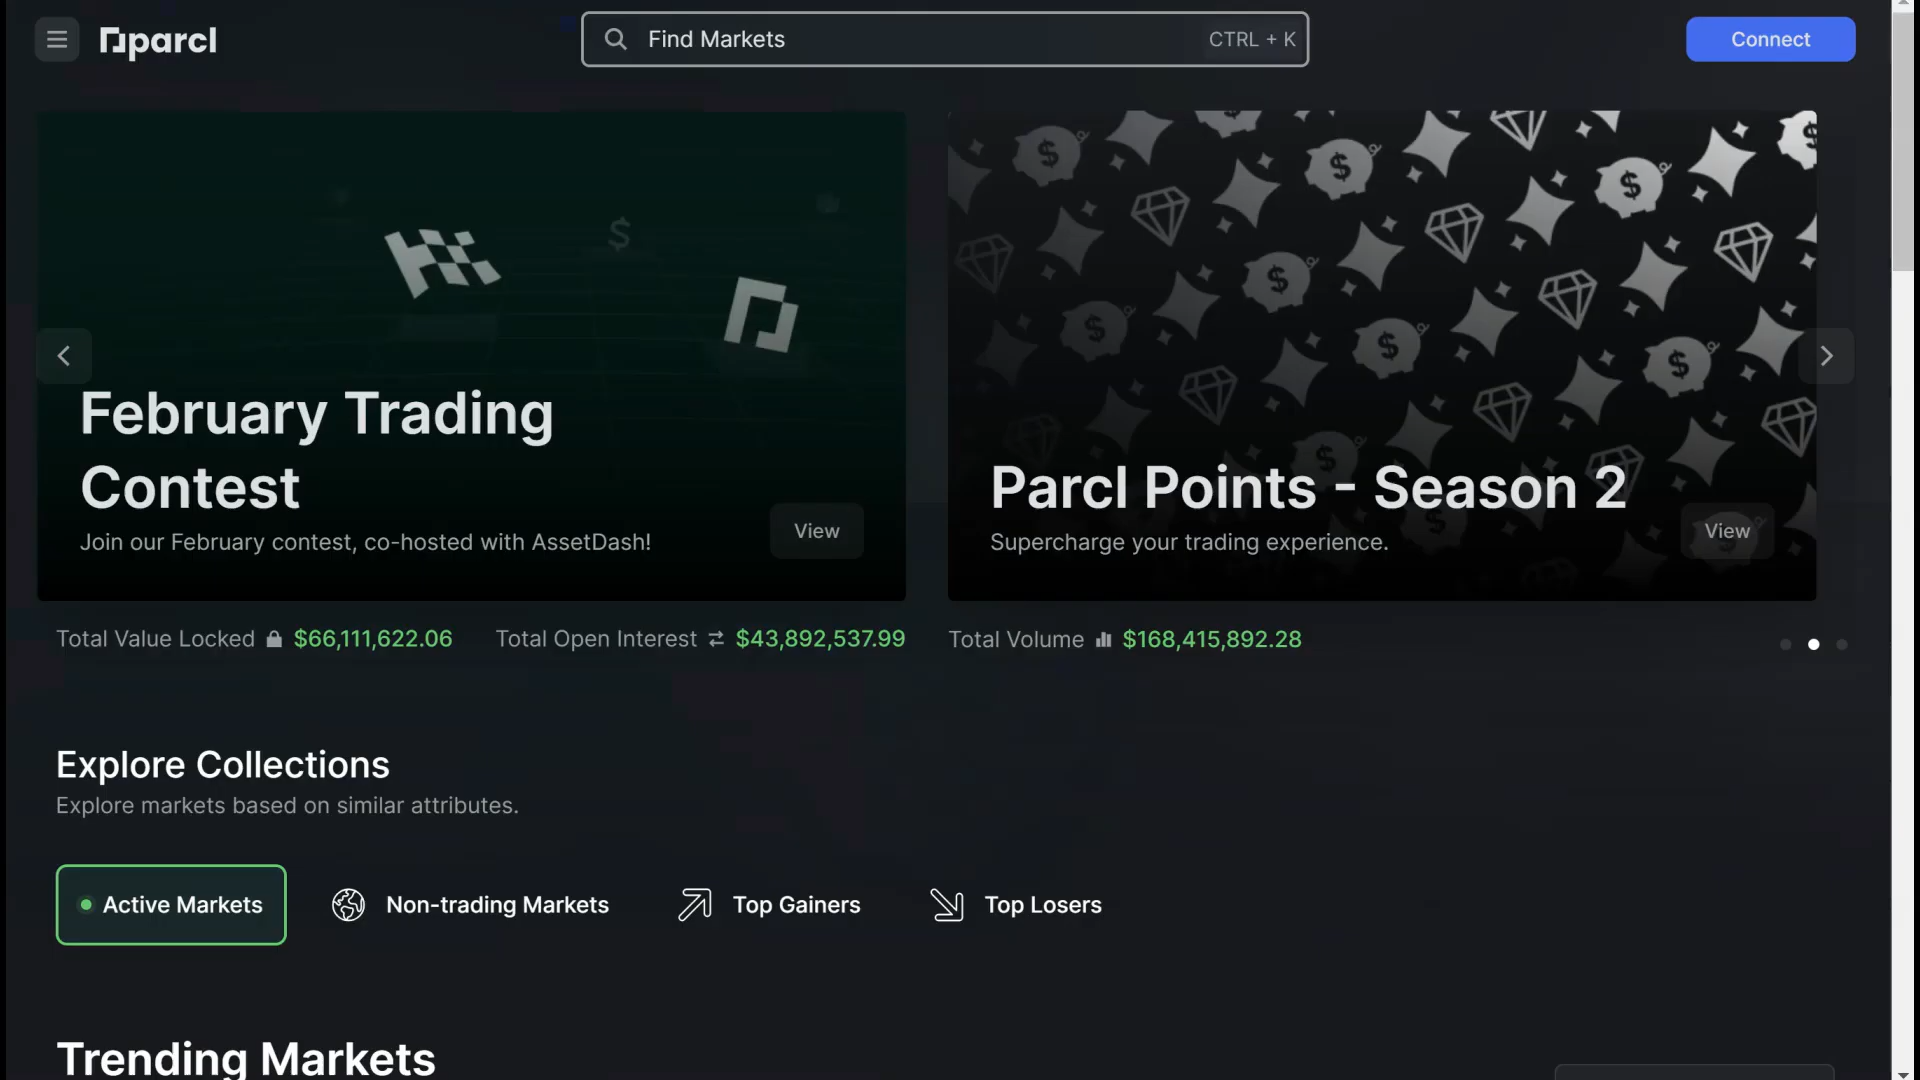 parcl
Find Markets
CTRL + K
Connect
February Trading
Contest
Join our February contest, co-hosted with AssetDash!
View
Parcl Points - Season 2
Supercharge your trading experience.
View
Total Value Locked $66,111,622.06
Total Open Interest $43,892,537.99
Total Volume $168,415,892.28
Explore Collections
Explore markets based on similar attributes.
Active Markets
Non-trading Markets
Top Gainers
Top Losers
Trending Markets